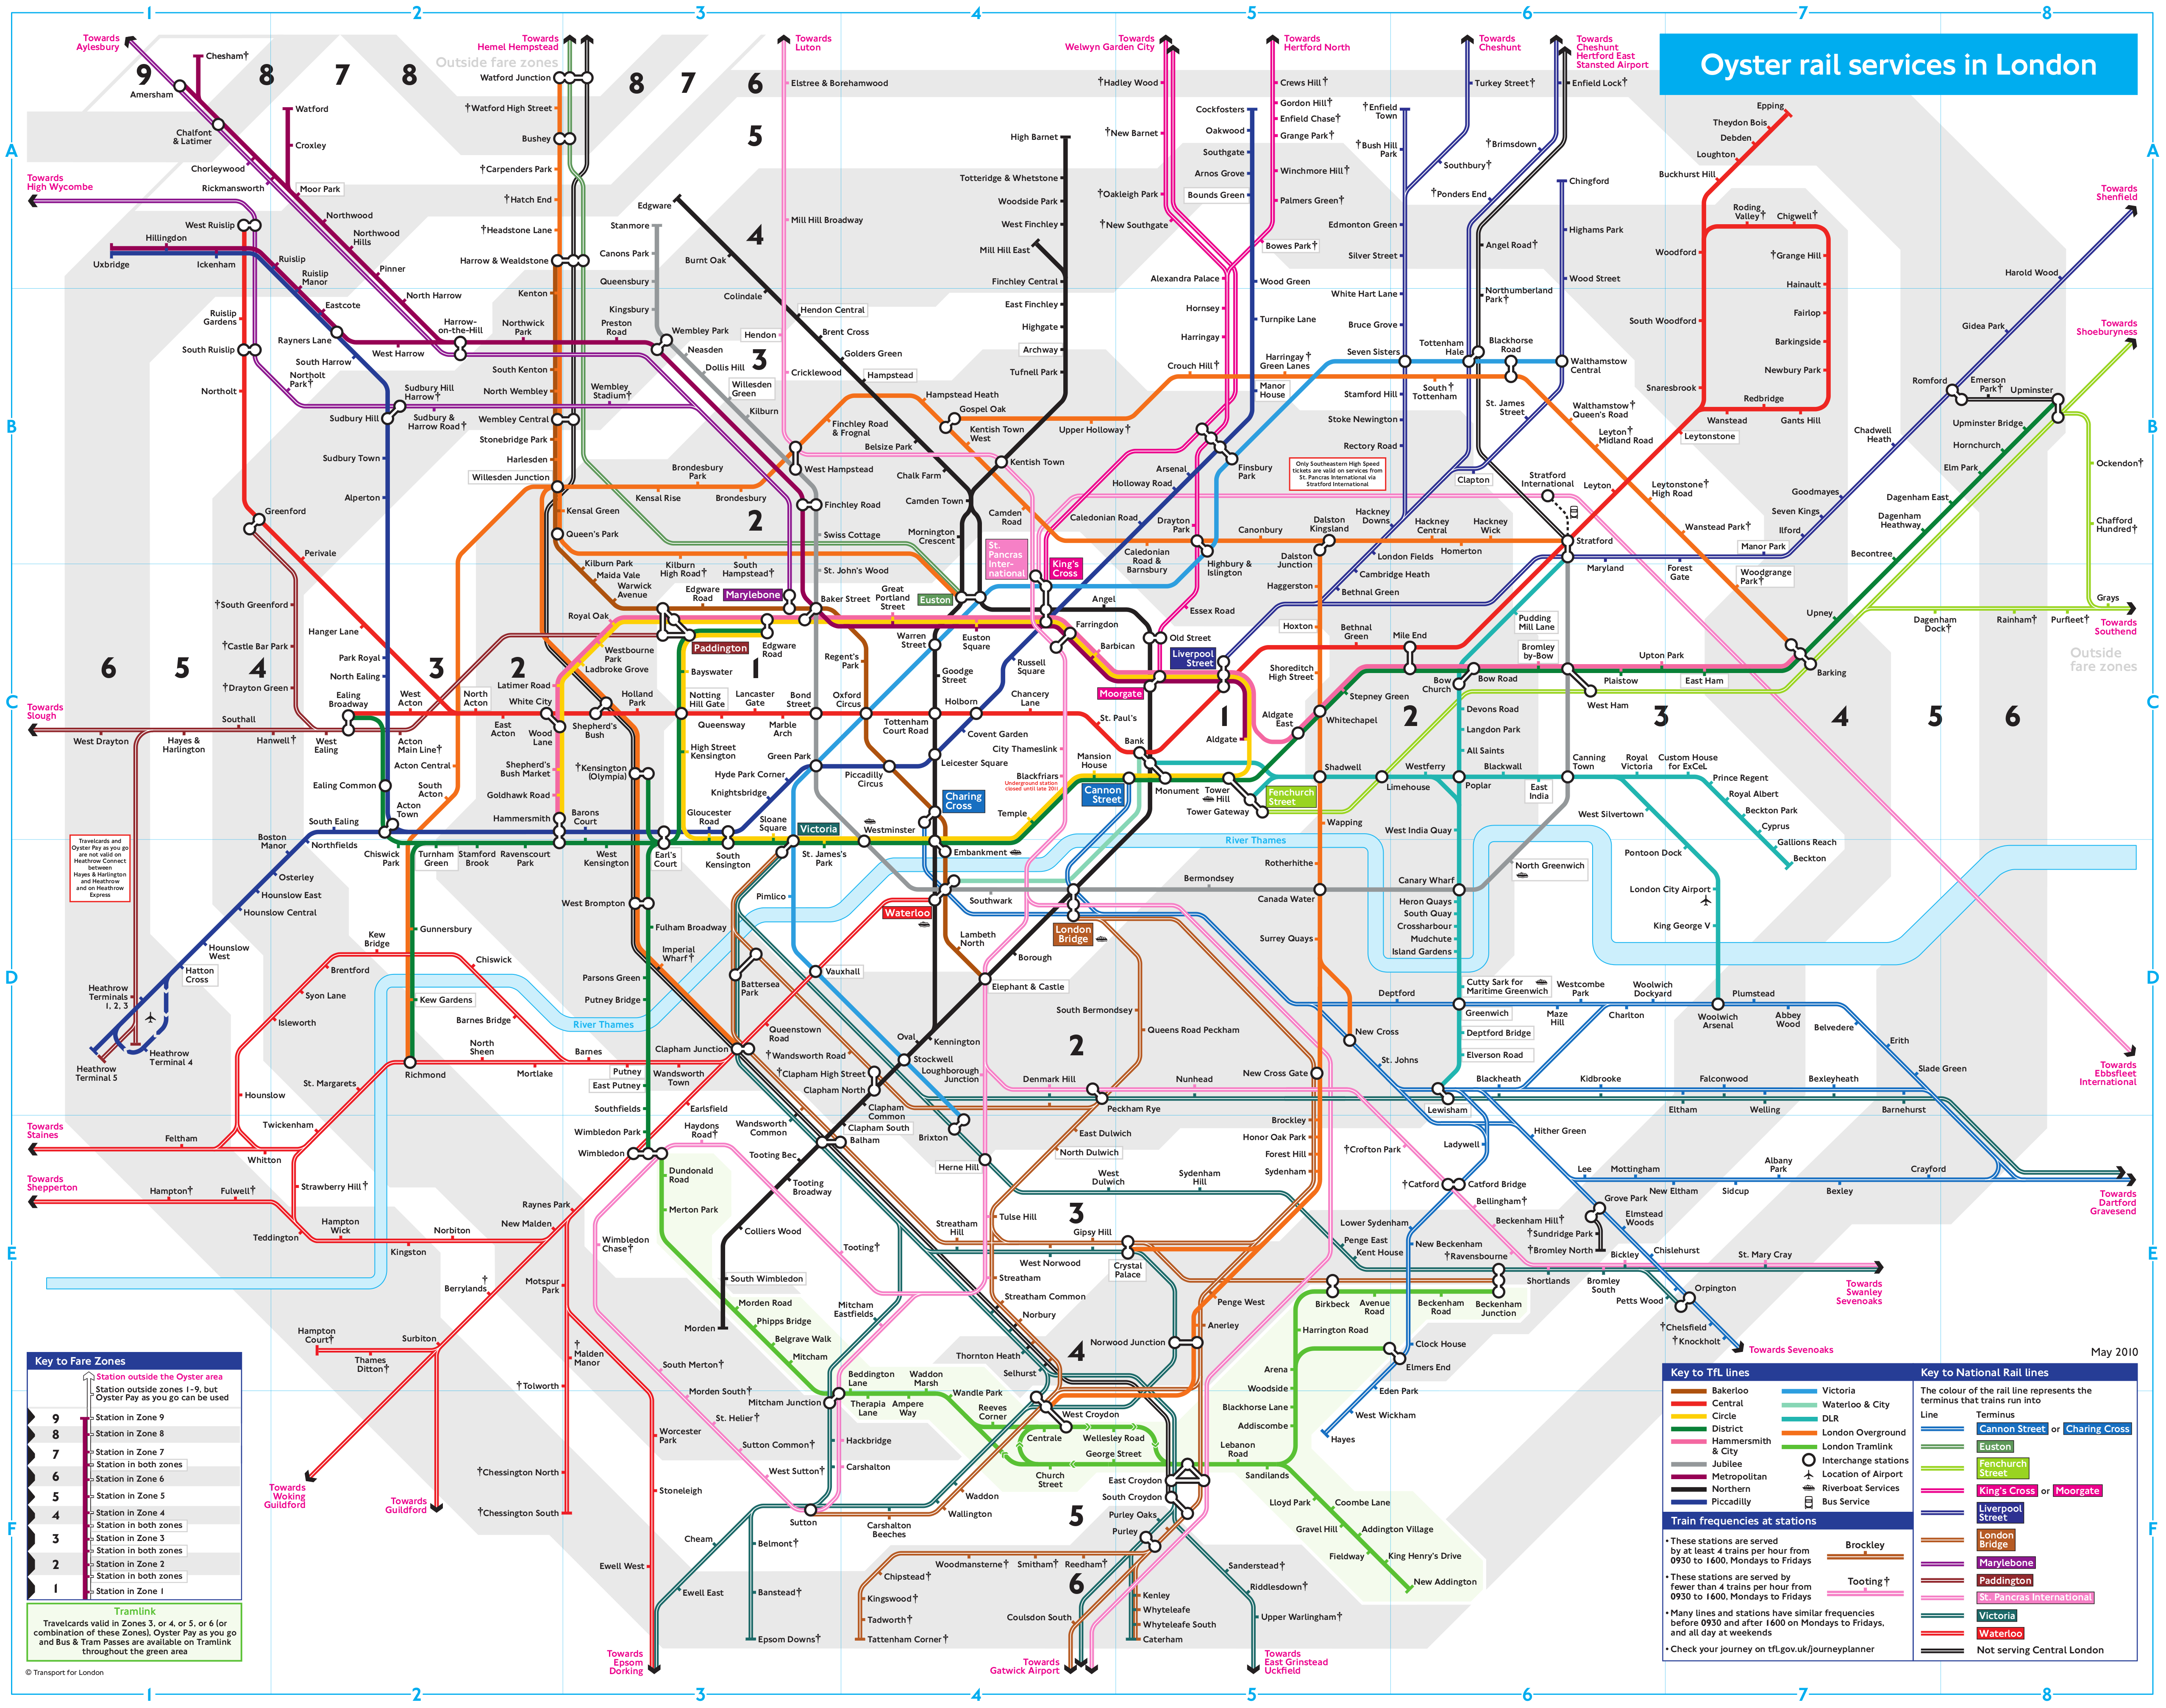 Oyster rail services in London
1
2
3
4
5
6
7
8
A
B
C
D
E
F
Towards
Aylesbury
Chesham†
Amersham
Chalfont
& Latimer
Watford
Croxley
Chorleywood
Rickmansworth
Moor Park
Towards
High Wycombe
Northwood
Northwood
Hills
West Ruislip
Hillingdon
Uxbridge
Ickenham
Ruislip
Ruislip
Manor
Pinner
Eastcote
North Harrow
Ruislip
Gardens
Rayners Lane
Harrow-
on-the-Hill
Northwick
Park
Preston
Road
West Harrow
South Harrow
South Ruislip
Northolt
Park†
Northolt
Sudbury Hill
Harrow†
Sudbury Hill
Sudbury &
Harrow Road†
Wembley
Stadium†
Sudbury Town
Alperton
Greenford
Perivale
†South Greenford
Hanger Lane
†Castle Bar Park
†Drayton Green
Park Royal
North Ealing
Towards
Hemel Hempstead
Outside fare zones
Watford Junction
†Watford High Street
Bushey
†Carpenders Park
†Hatch End
†Headstone Lane
Harrow & Wealdstone
Kenton
South Kenton
North Wembley
Wembley Central
Stonebridge Park
Harlesden
Willesden Junction
Kensal Green
Queen's Park
Kilburn Park
Maida Vale
Warwick
Avenue
Edgware
Stanmore
Canons Park
Queensbury
Kingsbury
Wembley Park
Neasden
Dollis Hill
Willesden
Green
Kilburn
West Hampstead
Finchley Road
Swiss Cottage
St. John's Wood
Burnt Oak
Colindale
Hendon Central
Brent Cross
Golders Green
Hampstead
Belsize Park
Chalk Farm
Camden Town
Towards
Luton
Elstree & Borehamwood
Mill Hill Broadway
Hendon
Cricklewood
High Barnet
Totteridge & Whetstone
Woodside Park
West Finchley
Mill Hill East
Finchley Central
East Finchley
Highgate
Archway
Tufnell Park
Kentish Town
Hampstead Heath
Gospel Oak
Finchley Road
& Frognal
Kentish Town
West
Upper Holloway†
Crouch Hill†
Harringay†
Green Lanes
Brondesbury
Park
Kensal Rise
Brondesbury
Kilburn
High Road†
South
Hampstead†
Mornington
Crescent
Camden
Road
Towards
Welwyn Garden City
†Hadley Wood
†New Barnet
†Oakleigh Park
†New Southgate
Alexandra Palace
Hornsey
Harringay
Cockfosters
Oakwood
Southgate
Arnos Grove
Bounds Green
Wood Green
Turnpike Lane
Manor
House
Finsbury
Park
Arsenal
Holloway Road
Caledonian Road
Towards
Hertford North
Crews Hill†
Gordon Hill†
Enfield Chase†
Grange Park†
Winchmore Hill†
Palmers Green†
Bowes Park†
†Enfield
Town
†Bush Hill
Park
Edmonton Green
Silver Street
White Hart Lane
Bruce Grove
Seven Sisters
Stamford Hill
Stoke Newington
Rectory Road
Hackney
Downs
Towards
Cheshunt
Turkey Street†
Southbury†
Towards
Cheshunt
Hertford East
Stansted Airport
Enfield Lock†
†Brimsdown
†Ponders End
Angel Road†
Northumberland
Park†
Tottenham
Hale
Blackhorse
Road
Chingford
Highams Park
Wood Street
Walthamstow
Central
St. James
Street
Clapton
South†
Tottenham
Walthamstow†
Queen's Road
Leyton†
Midland Road
Leytonstone†
High Road
Wanstead Park†
Woodgrange
Park†
Epping
Theydon Bois
Debden
Loughton
Buckhurst Hill
Roding
Valley†
Chigwell†
Woodford
†Grange Hill
Hainault
Fairlop
Barkingside
Newbury Park
South Woodford
Snaresbrook
Redbridge
Wanstead
Gants Hill
Leytonstone
Leyton
Stratford
International
Stratford
Only Southeastern High Speed
tickets are valid on services from
St. Pancras International via
Stratford International
Towards
Shenfield
Harold Wood
Gidea Park
Romford
Emerson
Park†
Upminster
Towards
Shoeburyness
Chadwell
Heath
Goodmayes
Seven Kings
Ilford
Manor Park
Forest
Gate
Maryland
Upminster Bridge
Hornchurch
Elm Park
Dagenham East
Dagenham
Heathway
Becontree
Upney
Barking
Ockendon†
Chafford
Hundred†
Grays
Purfleet†
Rainham†
Dagenham
Dock†
Towards
Southend
Outside
fare zones
Drayton
Park
Canonbury
Dalston
Kingsland
Dalston
Junction
Hackney
Central
Hackney
Wick
Homerton
Caledonian
Road &
Barnsbury
Highbury &
Islington
London Fields
Cambridge Heath
Bethnal Green
Haggerston
Hoxton
Shoreditch
High Street
Essex Road
Old Street
Angel
St.
Pancras
Inter-
national
King's
Cross
Euston
Marylebone
Baker Street
Great
Portland
Street
Edgware
Road
Royal Oak
Westbourne
Park
Ladbroke Grove
Latimer Road
Paddington
Edgware
Road
Bayswater
Notting
Hill Gate
Lancaster
Gate
Bond
Street
Oxford
Circus
Queensway
Marble
Arch
Regent's
Park
Warren
Street
Euston
Square
Goodge
Street
Russell
Square
Farringdon
Barbican
Liverpool
Street
Moorgate
Holborn
Chancery
Lane
Tottenham
Court Road
Covent Garden
Leicester Square
St. Paul's
Bank
City Thameslink
Blackfriars
Underground station
closed until late 2011
Mansion
House
Cannon
Street
Monument
Tower
Hill
Tower Gateway
Fenchurch
Street
Aldgate
Aldgate
East
Whitechapel
Stepney Green
Bethnal
Green
Mile End
Bow
Church
Bow Road
Bromley
by-Bow
Pudding
Mill Lane
Upton Park
Plaistow
East Ham
West Ham
Devons Road
Langdon Park
All Saints
Shadwell
Limehouse
Westferry
Poplar
Blackwall
East
India
Canning
Town
Royal
Victoria
Custom House
for ExCeL
Prince Regent
Royal Albert
Beckton Park
Cyprus
Gallions Reach
Beckton
West Silvertown
Pontoon Dock
London City Airport
King George V
Woolwich
Arsenal
Towards
Slough
West Drayton
Hayes &
Harlington
Southall
Hanwell†
West
Ealing
Ealing
Broadway
West
Acton
Acton
Main Line†
North
Acton
East
Acton
White City
Wood
Lane
Shepherd's
Bush
Holland
Park
Acton Central
South
Acton
Ealing Common
Acton
Town
South Ealing
Northfields
Boston
Manor
Osterley
Hounslow East
Hounslow Central
Hounslow
West
Hatton
Cross
Heathrow
Terminals
1, 2, 3
Heathrow
Terminal 4
Heathrow
Terminal 5
Travelcards and
Oyster Pay as you go
are not valid on
Heathrow Connect
between
Hayes & Harlington
and Heathrow
and on Heathrow
Express
Chiswick
Park
Turnham
Green
Stamford
Brook
Ravenscourt
Park
Hammersmith
Goldhawk Road
Shepherd's
Bush Market
Barons
Court
West
Kensington
Earl's
Court
†Kensington
(Olympia)
High Street
Kensington
Gloucester
Road
South
Kensington
Knightsbridge
Hyde Park Corner
Green Park
Piccadilly
Circus
Charing
Cross
Sloane
Square
Victoria
St. James's
Park
Westminster
Embankment
Temple
Pimlico
Waterloo
Southwark
London
Bridge
Bermondsey
Lambeth
North
Borough
Elephant & Castle
Vauxhall
Oval
Kennington
Stockwell
West Brompton
Fulham Broadway
Parsons Green
Putney Bridge
Imperial
Wharf†
Battersea
Park
Queenstown
Road
Clapham Junction
†Wandsworth Road
†Clapham High Street
Clapham North
Clapham
Common
Clapham South
Loughborough
Junction
Brixton
Gunnersbury
Kew Gardens
Richmond
Kew
Bridge
Brentford
Syon Lane
Isleworth
Hounslow
Chiswick
Barnes Bridge
Barnes
North
Sheen
Mortlake
Putney
East Putney
Wandsworth
Town
Southfields
Wimbledon Park
Wimbledon
Earlsfield
Haydons
Road†
St. Margarets
Twickenham
Whitton
Feltham
Towards
Staines
Towards
Shepperton
Hampton†
Fulwell†
Strawberry Hill†
Teddington
Hampton
Wick
Kingston
Norbiton
New Malden
Raynes Park
Berrylands†
Surbiton
Hampton
Court†
Thames
Ditton†
Motspur
Park
†
Malden
Manor
†Tolworth
†Chessington North
†Chessington South
Worcester
Park
Stoneleigh
Ewell West
Towards
Woking
Guildford
Towards
Guildford
Towards
Epsom
Dorking
River Thames
River Thames
Wapping
Rotherhithe
Canada Water
Surrey Quays
West India Quay
Canary Wharf
Heron Quays
South Quay
Crossharbour
Mudchute
Island Gardens
North Greenwich
Cutty Sark for
Maritime Greenwich
Greenwich
Deptford Bridge
Elverson Road
Lewisham
Deptford
New Cross
St. Johns
New Cross Gate
Westcombe
Park
Maze
Hill
Charlton
Woolwich
Dockyard
Plumstead
Abbey
Wood
Belvedere
Erith
Slade Green
Blackheath
Kidbrooke
Falconwood
Bexleyheath
Eltham
Welling
Barnehurst
Towards
Ebbsfleet
International
Wandsworth
Common
Balham
Tooting Bec
Tooting
Broadway
Colliers Wood
South Wimbledon
Morden
Dundonald
Road
Merton Park
Wimbledon
Chase†
Tooting†
Morden Road
Phipps Bridge
Belgrave Walk
Mitcham
Mitcham
Eastfields
South Merton†
Morden South†
St. Helier†
Sutton Common†
West Sutton†
Mitcham Junction
Hackbridge
Carshalton
Sutton
Cheam
Belmont†
Banstead†
Epsom Downs†
Ewell East
Carshalton
Beeches
Wallington
Waddon
Beddington
Lane
Therapia
Lane
Waddon
Marsh
Ampere
Way
Wandle Park
Reeves
Corner
Centrale
West Croydon
Wellesley Road
George Street
Church
Street
East Croydon
South Croydon
Lebanon
Road
Sandilands
Addiscombe
Blackhorse Lane
Woodside
Arena
Harrington Road
Birkbeck
Avenue
Road
Beckenham
Road
Beckenham
Junction
Elmers End
Clock House
Eden Park
West Wickham
Hayes
Lloyd Park
Coombe Lane
Gravel Hill
Addington Village
Fieldway
King Henry's Drive
New Addington
South Bermondsey
Queens Road Peckham
Peckham Rye
Denmark Hill
Nunhead
East Dulwich
North Dulwich
Herne Hill
West
Dulwich
Sydenham
Hill
Tulse Hill
Streatham
Hill
West Norwood
Gipsy Hill
Crystal
Palace
Streatham
Streatham Common
Norbury
Thornton Heath
Selhurst
Norwood Junction
Anerley
Penge West
Brockley
Honor Oak Park
Forest Hill
Sydenham
Penge East
Kent House
†Crofton Park
†Catford
Catford Bridge
Ladywell
Bellingham†
Beckenham Hill†
†Ravensbourne
Lower Sydenham
New Beckenham
Shortlands
Bromley
South
Bickley
St. Mary Cray
Hither Green
Lee
Mottingham
New Eltham
Sidcup
Albany
Park
Bexley
Crayford
Grove Park
†Sundridge Park
†Bromley North
Elmstead
Woods
Chislehurst
Petts Wood
Orpington
†Chelsfield
†Knockholt
Towards Sevenoaks
Towards
Swanley
Sevenoaks
Towards
Dartford
Gravesend
Purley Oaks
Purley
Reedham†
Smitham†
Woodmansterne†
Chipstead†
Kingswood†
Tadworth†
Tattenham Corner†
Kenley
Whyteleafe
Whyteleafe South
Caterham
Coulsdon South
Sanderstead†
Riddlesdown†
Upper Warlingham†
Towards
Gatwick Airport
Towards
East Grinstead
Uckfield
9
8
7
8
8
7
6
5
4
3
2
1
6
5
4
3
2
1
2
3
4
5
6
2
3
4
5
6
Key to Fare Zones
Station outside the Oyster area
Station outside zones 1-9, but
Oyster Pay as you go can be used
9 Station in Zone 9
8 Station in Zone 8
7 Station in Zone 7
Station in both zones
6 Station in Zone 6
5 Station in Zone 5
4 Station in Zone 4
Station in both zones
3 Station in Zone 3
Station in both zones
2 Station in Zone 2
Station in both zones
1 Station in Zone 1
Tramlink
Travelcards valid in Zones 3, or 4, or 5, or 6 (or
combination of these Zones), Oyster Pay as you go
and Bus & Tram Passes are available on Tramlink
throughout the green area
© Transport for London
May 2010
Key to TfL lines
Bakerloo
Central
Circle
District
Hammersmith
& City
Jubilee
Metropolitan
Northern
Piccadilly
Victoria
Waterloo & City
DLR
London Overground
London Tramlink
Interchange stations
Location of Airport
Riverboat Services
Bus Service
Train frequencies at stations
• These stations are served
by at least 4 trains per hour from
0930 to 1600, Mondays to Fridays
Brockley
• These stations are served by
fewer than 4 trains per hour from
0930 to 1600, Mondays to Fridays
Tooting†
• Many lines and stations have similar frequencies
before 0930 and after 1600 on Mondays to Fridays,
and all day at weekends
• Check your journey on tfl.gov.uk/journeyplanner
Key to National Rail lines
The colour of the rail line represents the
terminus that trains run into
Line Terminus
Cannon Street or Charing Cross
Euston
Fenchurch
Street
King's Cross or Moorgate
Liverpool
Street
London
Bridge
Marylebone
Paddington
St. Pancras International
Victoria
Waterloo
Not serving Central London